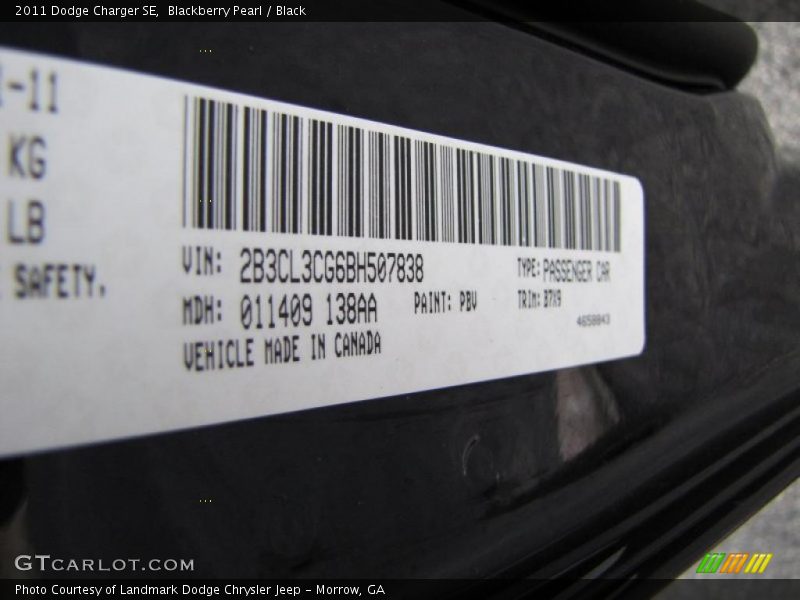 2011 Dodge Charger SE,  Blackberry Pearl / Black
-11
KG
LB
SAFETY.
VIN: 2B3CL3CG6BH507838
TYPE: PASSENGER CAR
MDH: 011409 138AA
PAINT: PBV
TRIM: B7X9
4658843
VEHICLE MADE IN CANADA
GTCARLOT.COM
Photo Courtesy of Landmark Dodge Chrysler Jeep - Morrow, GA